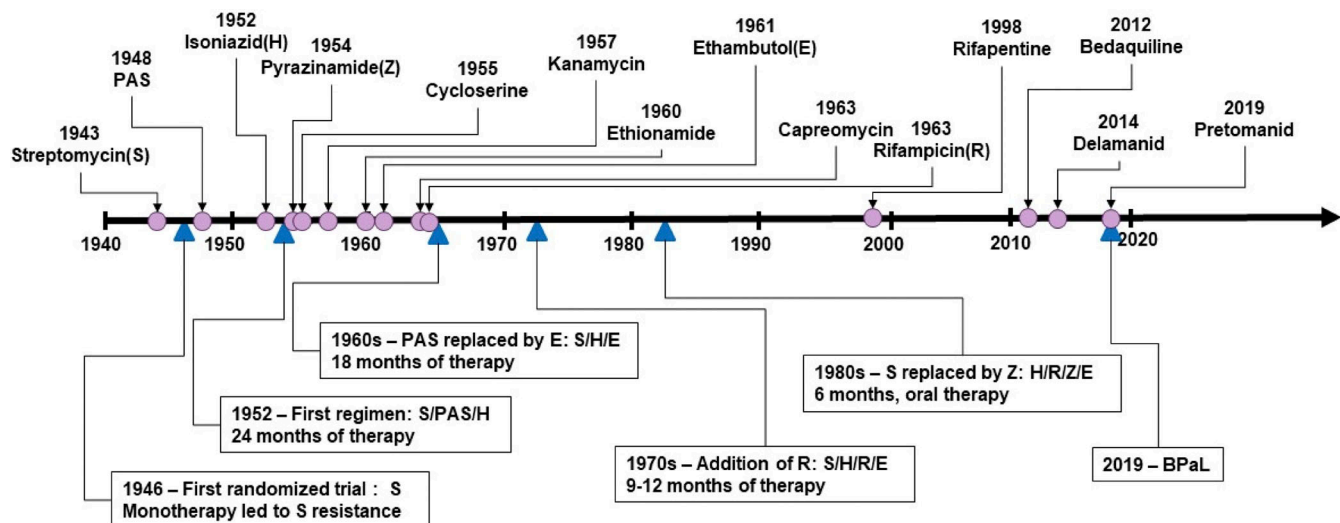 1943
Streptomycin(S)
1948
PAS
1952
Isoniazid(H)
1954
Pyrazinamide(Z)
1955
Cycloserine
1957
Kanamycin
1960
Ethionamide
1961
Ethambutol(E)
1963
Capreomycin
1963
Rifampicin(R)
1998
Rifapentine
2012
Bedaquiline
2014
Delamanid
2019
Pretomanid
1940
1950
1960
1970
1980
1990
2000
2010
2020
1960s – PAS replaced by E: S/H/E
18 months of therapy
1952 – First regimen: S/PAS/H
24 months of therapy
1946 – First randomized trial : S
Monotherapy led to S resistance
1970s – Addition of R: S/H/R/E
9-12 months of therapy
1980s – S replaced by Z: H/R/Z/E
6 months, oral therapy
2019 – BPaL